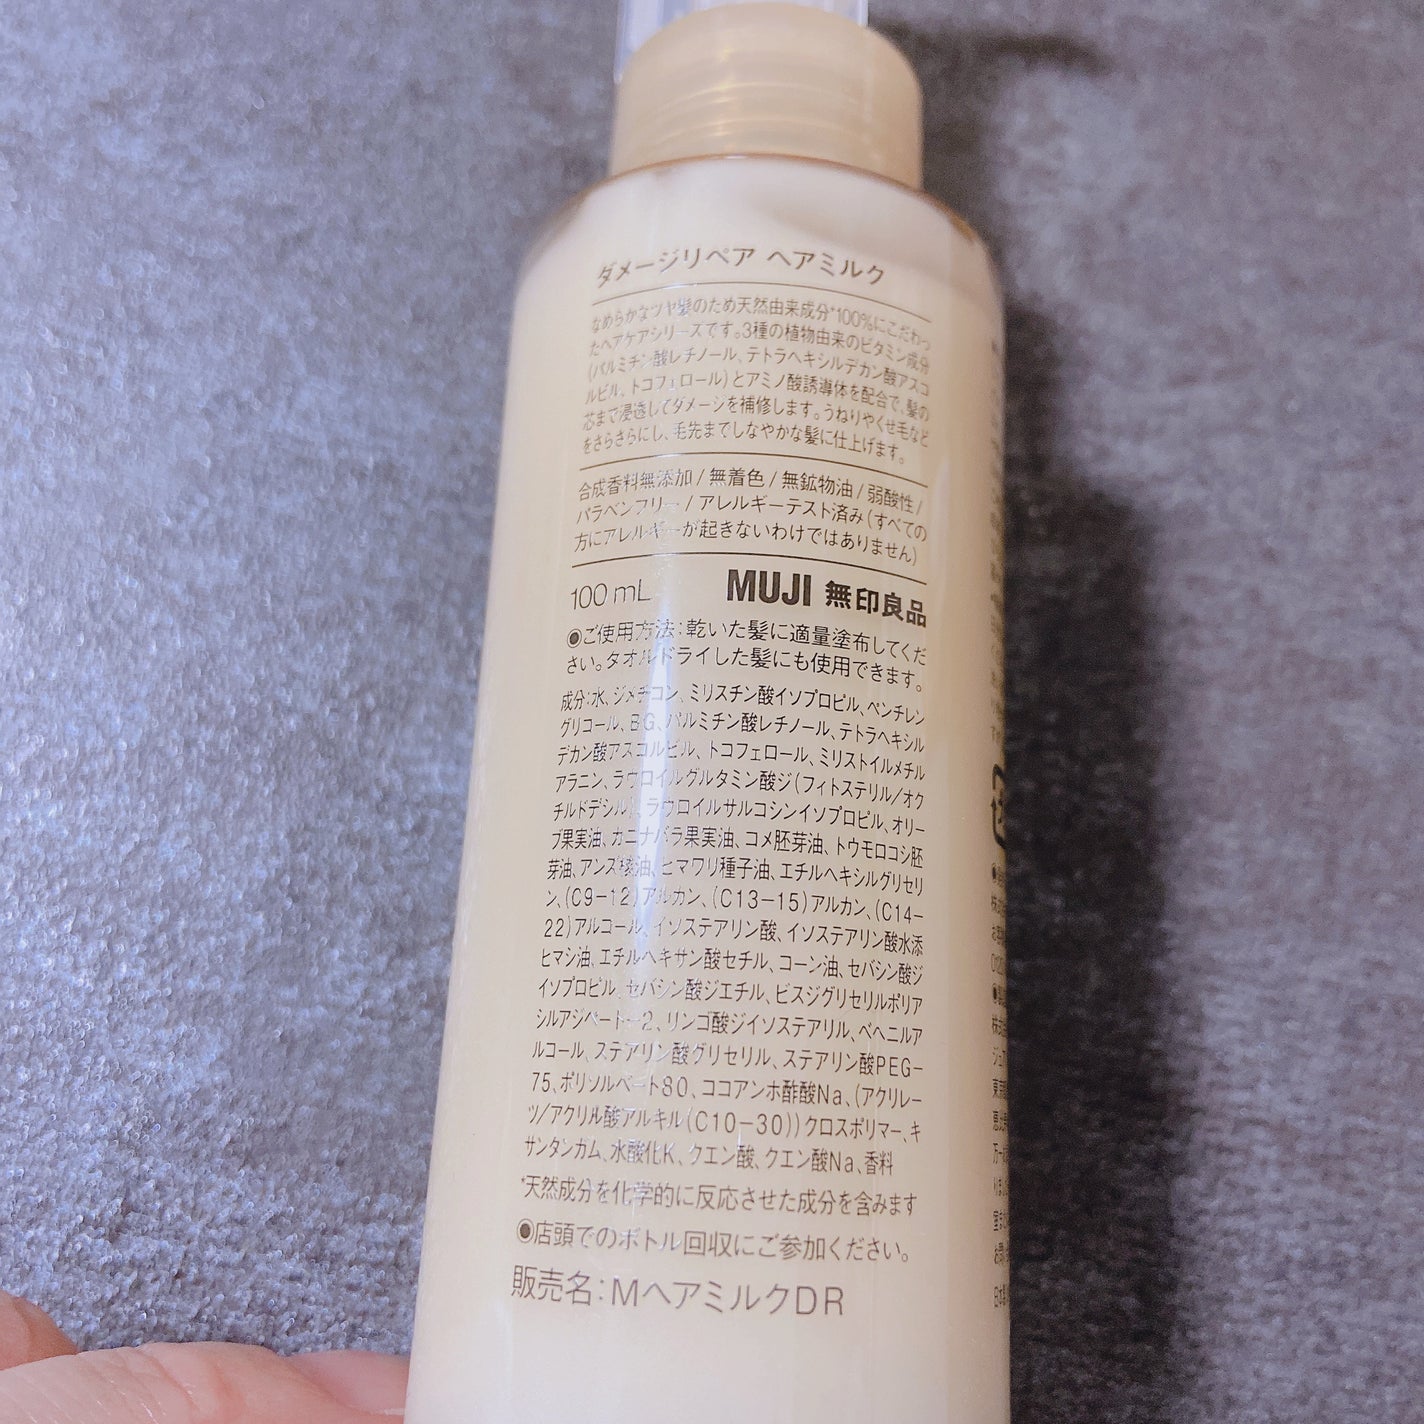 ダメージリペア ヘアミルク
なめらかなツヤ髪のため天然由来成分*100%にこだわっ
たヘアケアシリーズです。3種の植物由来のビタミン成分
(パルミチン酸レチノール、テトラヘキシルデカン酸アスコ
ルビル、トコフェロール)とアミノ酸誘導体を配合で、髪の
芯まで浸透してダメージを補修します。うねりやくせ毛など
をさらさらにし、毛先までしなやかな髪に仕上げます。
合成香料無添加/無着色/無鉱物油/弱酸性/
パラベンフリー/アレルギーテスト済み(すべての
方にアレルギーが起きないわけではありません)
100 mL MUJI 無印良品
●ご使用方法:乾いた髪に適量塗布してくだ
さい。タオルドライした髪にも使用できます。
成分:水、ジメチコン、ミリスチン酸イソプロピル、ペンチレン
グリコール、BG、パルミチン酸レチノール、テトラヘキシル
デカン酸アスコルビル、トコフェロール、ミリストイルメチル
アラニン、ラウロイルグルタミン酸ジ(フィトステリル/オク
チルドデシル)、ラウロイルサルコシンイソプロピル、オリー
ブ果実油、カニナバラ果実油、コメ胚芽油、トウモロコシ胚
芽油、アンズ核油、ヒマワリ種子油、エチルヘキシルグリセリ
ン、(C9-12)アルカン、(C13-15)アルカン、(C14-
22)アルコール、イソステアリン酸、イソステアリン酸水添
ヒマシ油、エチルヘキサン酸セチル、コーン油、セバシン酸ジ
イソプロピル、セバシン酸ジエチル、ビスジグリセリルポリア
シルアジペート-2、リンゴ酸ジイソステアリル、ベヘニルア
ルコール、ステアリン酸グリセリル、ステアリン酸PEG-
75、ポリソルベート80、ココアンホ酢酸Na、(アクリレー
ツ/アクリル酸アルキル(C10-30))クロスポリマー、キ
サンタンガム、水酸化K、クエン酸、クエン酸Na、香料
*天然成分を化学的に反応させた成分を含みます
●店頭でのボトル回収にご参加ください。
販売名:MヘアミルクDR